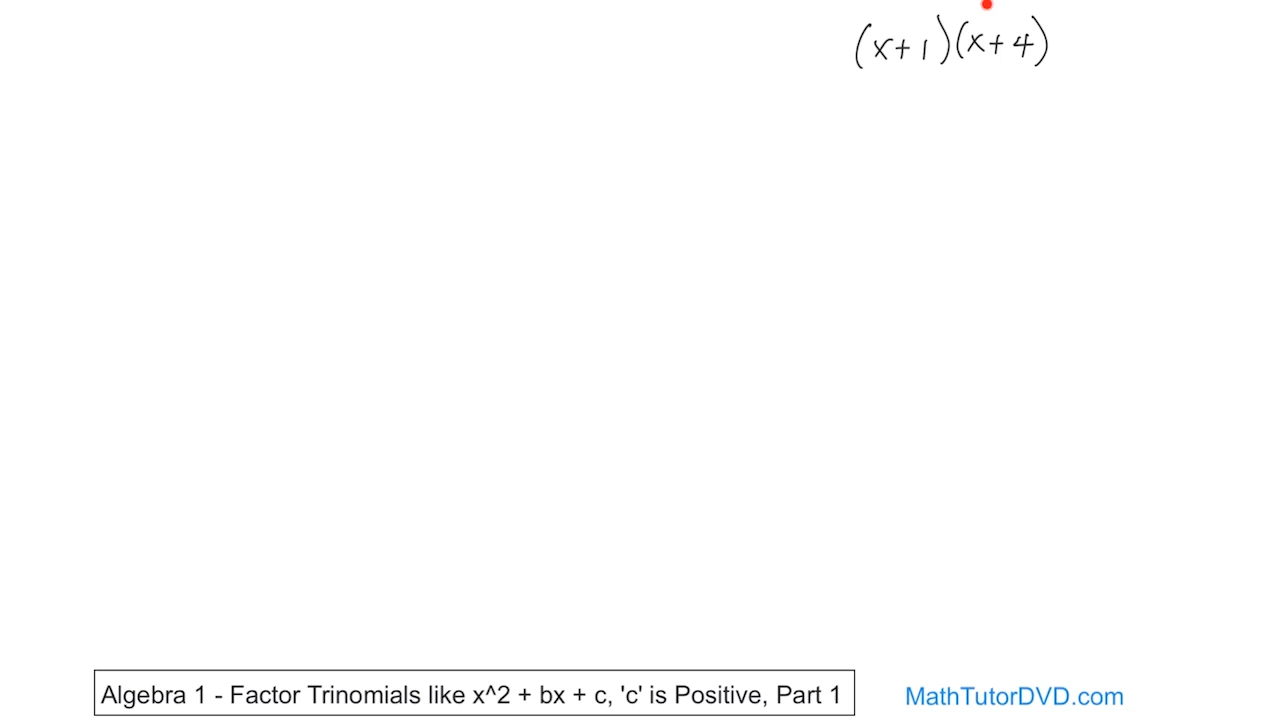 (x+1)(x+4)
Algebra 1 - Factor Trinomials like x^2 + bx + c, 'c' is Positive, Part 1
MathTutorDVD.com